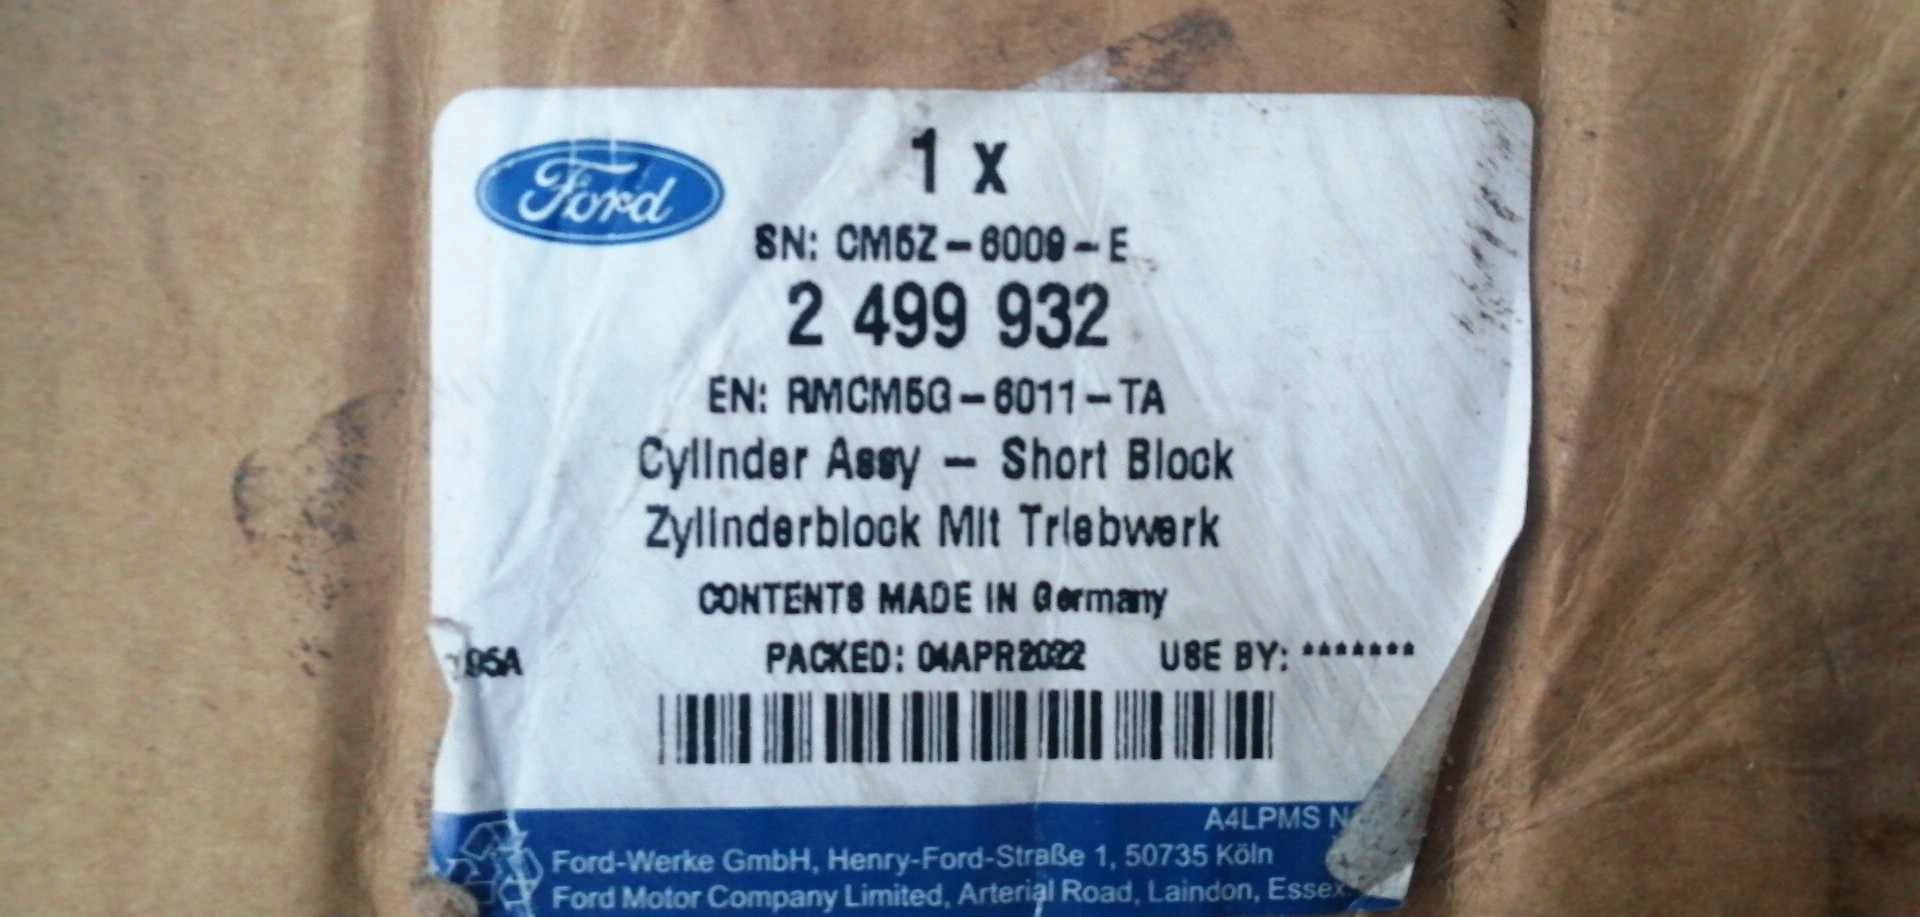 Ford
1 x
SN: CM5Z-6009-E
2 499 932
EN: RMCM5G-6011-TA
Cylinder Assy - Short Block
Zylinderblock Mit Triebwerk
CONTENTS MADE IN Germany
PACKED: 04APR2022 USE BY: *******
A4LPMS
Ford-Werke GmbH, Henry-Ford-Straße 1, 50735 Köln
Ford Motor Company Limited, Arterial Road, Laindon, Essex